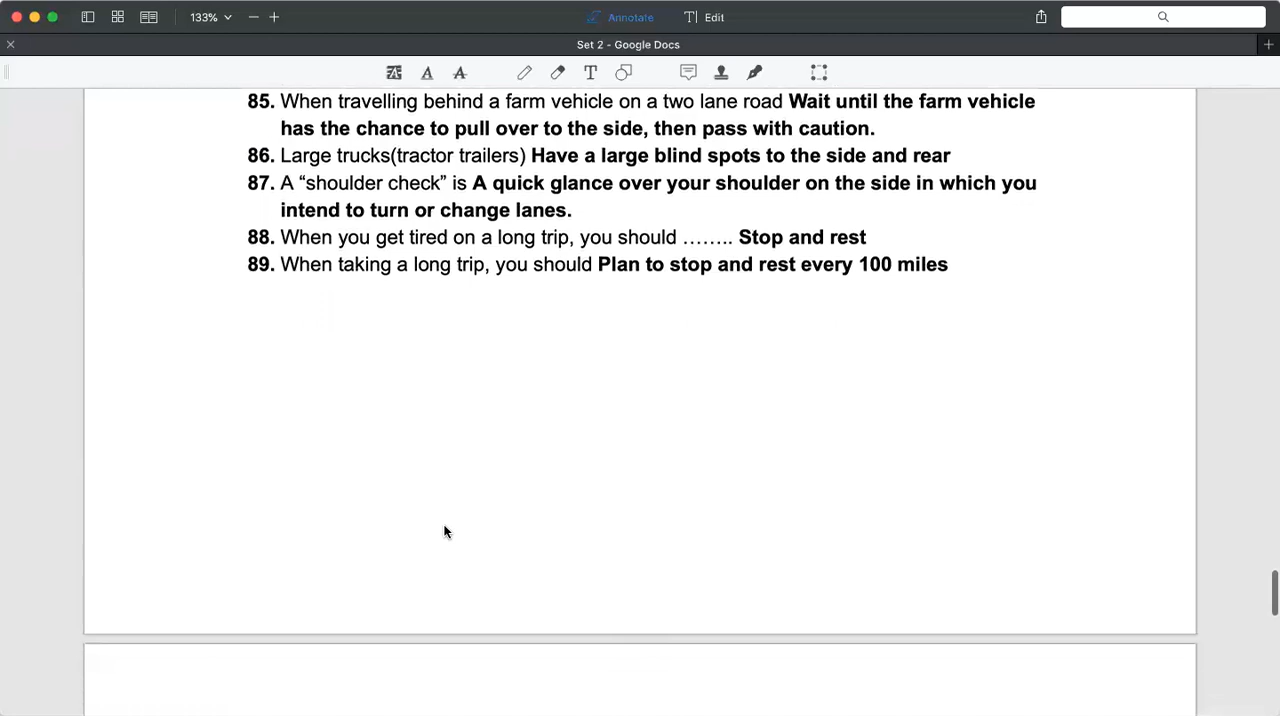 133%
Annotate
Edit
Set 2 - Google Docs
85. When travelling behind a farm vehicle on a two lane road Wait until the farm vehicle
has the chance to pull over to the side, then pass with caution.
86. Large trucks(tractor trailers) Have a large blind spots to the side and rear
87. A “shoulder check” is A quick glance over your shoulder on the side in which you
intend to turn or change lanes.
88. When you get tired on a long trip, you should …….. Stop and rest
89. When taking a long trip, you should Plan to stop and rest every 100 miles